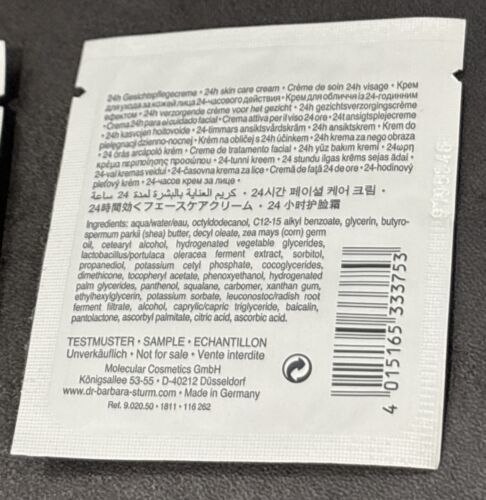 24h Gesichtspflegecreme • 24h skin care cream • Crème de soin 24h visage • Крем
для ухода за кожей лица 24-часового действия • Крем для обличчя із 24-годинним
ефектом • 24h verzorgende crème voor het gezicht • 24h gezichtsverzorgingscrème
• Crema 24h para el cuidado facial • Crema attiva per il viso 24 ore • 24t ansigtsplejecreme
• 24h kasvojen hoitovoide • 24-timmars ansiktsvårdskräm • 24h ansiktskrem • Krem do
pielęgnacji dzienno-nocnej • Krém na obličej s 24h účinkem • 24h krema za nego obraza
• 24 órás arcápoló krém • Creme de tratamento facial • 24h yüz bakım kremi • 24ωρη
κρέμα περιποίησης προσώπου • 24-tunni kreem • 24 stundu ilgas krēms sejas ādai •
24-val kremas veidui • 24-časovna krema za lice • Cremă de față 24 de ore • 24-hodinový
pleťový krém • 24-часов крем за лице •
كريم العناية بالبشرة لمدة 24 ساعة • 24시간 페이셜 케어 크림 •
24時間効くフェースケアクリーム • 24 小时护脸霜
Ingredients: aqua/water/eau, octyldodecanol, C12-15 alkyl benzoate, glycerin, butyro-
spermum parkii (shea) butter, decyl oleate, zea mays (corn) germ
oil, cetearyl alcohol, hydrogenated vegetable glycerides,
lactobacillus/portulaca oleracea ferment extract, sorbitol,
propanediol, potassium cetyl phosphate, cocoglycerides,
dimethicone, tocopheryl acetate, phenoxyethanol, hydrogenated
palm glycerides, panthenol, squalane, carbomer, xanthan gum,
ethylhexylglycerin, potassium sorbate, leuconostoc/radish root
ferment filtrate, alcohol, caprylic/capric triglyceride, baicalin,
pantolactone, ascorbyl palmitate, citric acid, ascorbic acid.
TESTMUSTER • SAMPLE • ECHANTILLON
Unverkäuflich • Not for sale • Vente interdite
Molecular Cosmetics GmbH
Königsallee 53-55 • D-40212 Düsseldorf
www.dr-barbara-sturm.com • Made in Germany
Ref. 9.020.50 • 1811 • 116 262
4 015165 333753